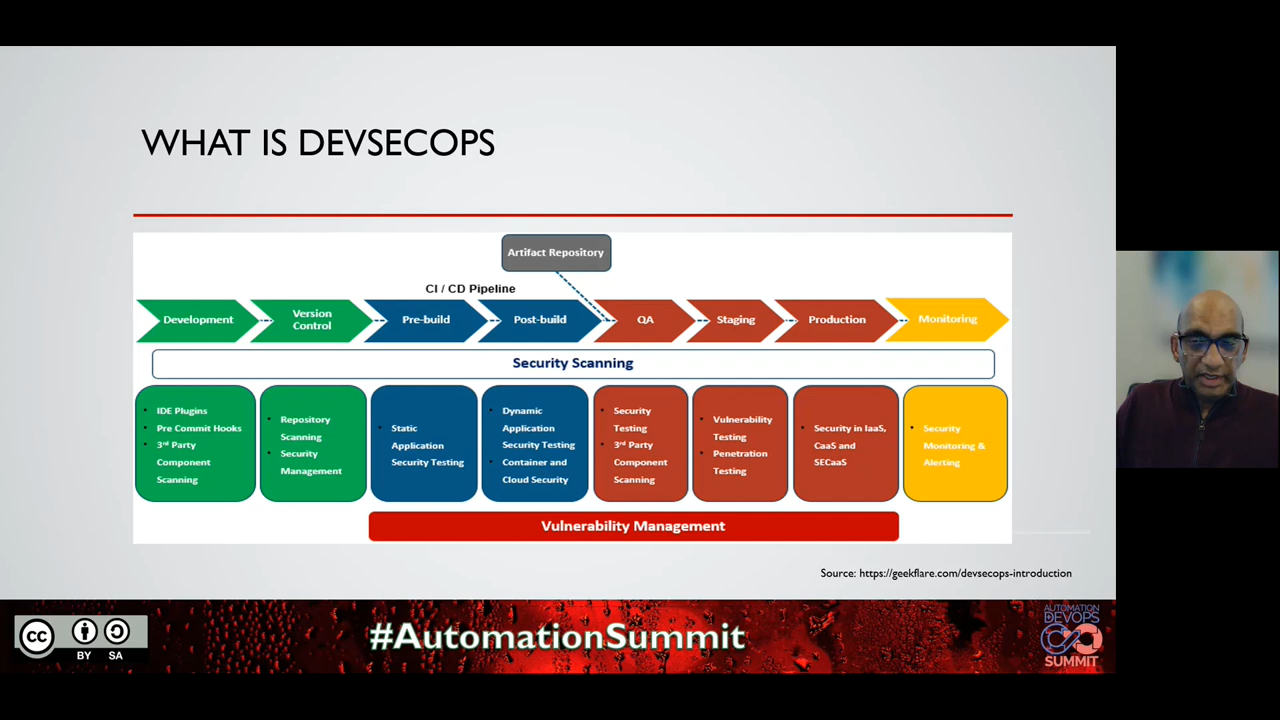 WHAT IS DEVSECOPS
Artifact Repository
CI / CD Pipeline
Development
Version
Control
Pre-build
Post-build
QA
Staging
Production
Monitoring
Security Scanning
• IDE Plugins
• Pre Commit Hooks
• 3rd Party
Component
Scanning
• Repository
Scanning
• Security
Management
• Static
Application
Security Testing
• Dynamic
Application
Security Testing
• Container and
Cloud Security
• Security
Testing
• 3rd Party
Component
Scanning
• Vulnerability
Testing
• Penetration
Testing
• Security in IaaS,
CaaS and
SECaaS
• Security
Monitoring &
Alerting
Vulnerability Management
Source: https://geekflare.com/devsecops-introduction
cc
BY SA
#AutomationSummit
AUTOMATION
DEVOPS
SUMMIT